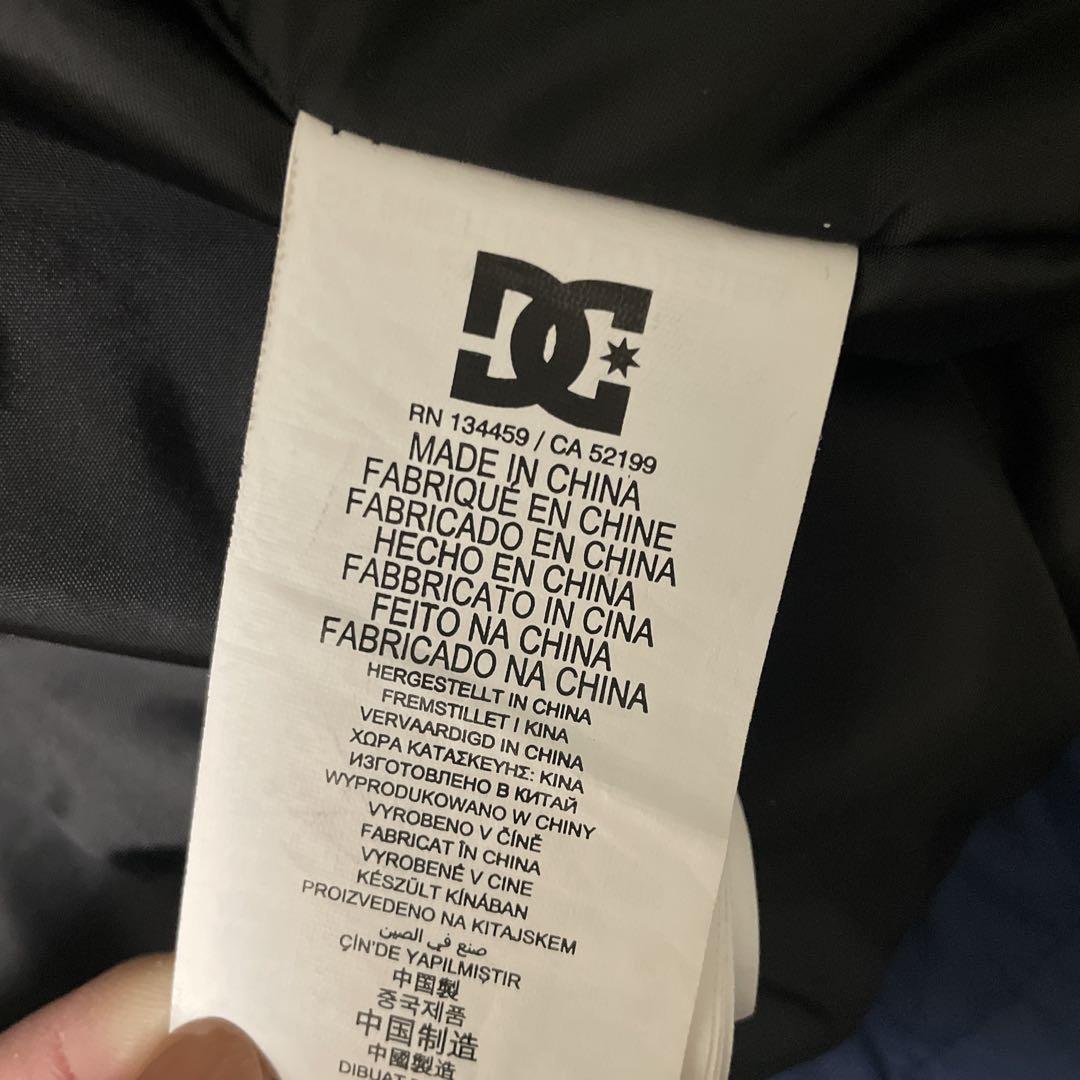 DC
RN 134459 / CA 52199
MADE IN CHINA
FABRIQUÉ EN CHINE
FABRICADO EN CHINA
HECHO EN CHINA
FABBRICATO IN CINA
FEITO NA CHINA
FABRICADO NA CHINA
HERGESTELLT IN CHINA
FREMSTILLET I KINA
VERVAARDIGD IN CHINA
ΧΩΡΑ ΚΑΤΑΣΚΕΥΗΣ: ΚΙΝΑ
ИЗГОТОВЛЕНО В КИТАЙ
WYPRODUKOWANO W CHINY
VYROBENO V ČÍNĚ
FABRICAT ÎN CHINA
VYROBENÉ V CINE
KÉSZÜLT KÍNÁBAN
PROIZVEDENO NA KITAJSKEM
صنع في الصين
ÇİN'DE YAPILMIŞTIR
中国製
중국제품
中国制造
中國製造
DIBUAT